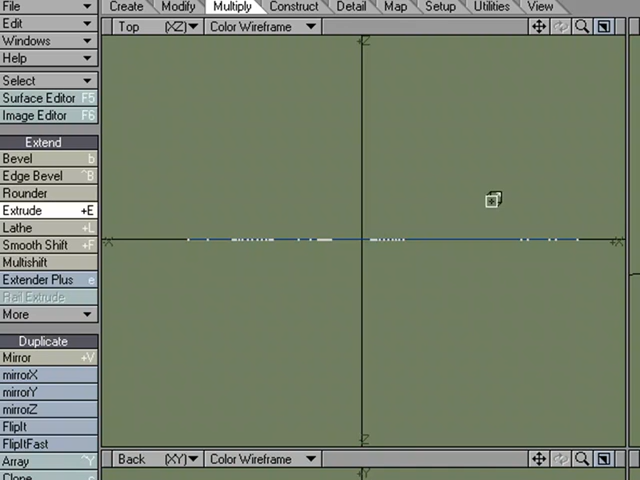 File Create Modify Multiply Construct Detail Map Setup Utilities View
Edit Top (XZ) Color Wireframe
Windows
Help
Select
Surface Editor F5
Image Editor F6
Extend
Bevel b
Edge Bevel ^B
Rounder
Extrude +E
Lathe +L
Smooth Shift +F
Multishift
Extender Plus e
Rail Extrude
More
Duplicate
Mirror +V
mirrorX
mirrorY
mirrorZ
FlipIt
FlipItFast
Array ^Y
Clone c
+Z
-X
+X
-Z
Back (XY) Color Wireframe
+Y